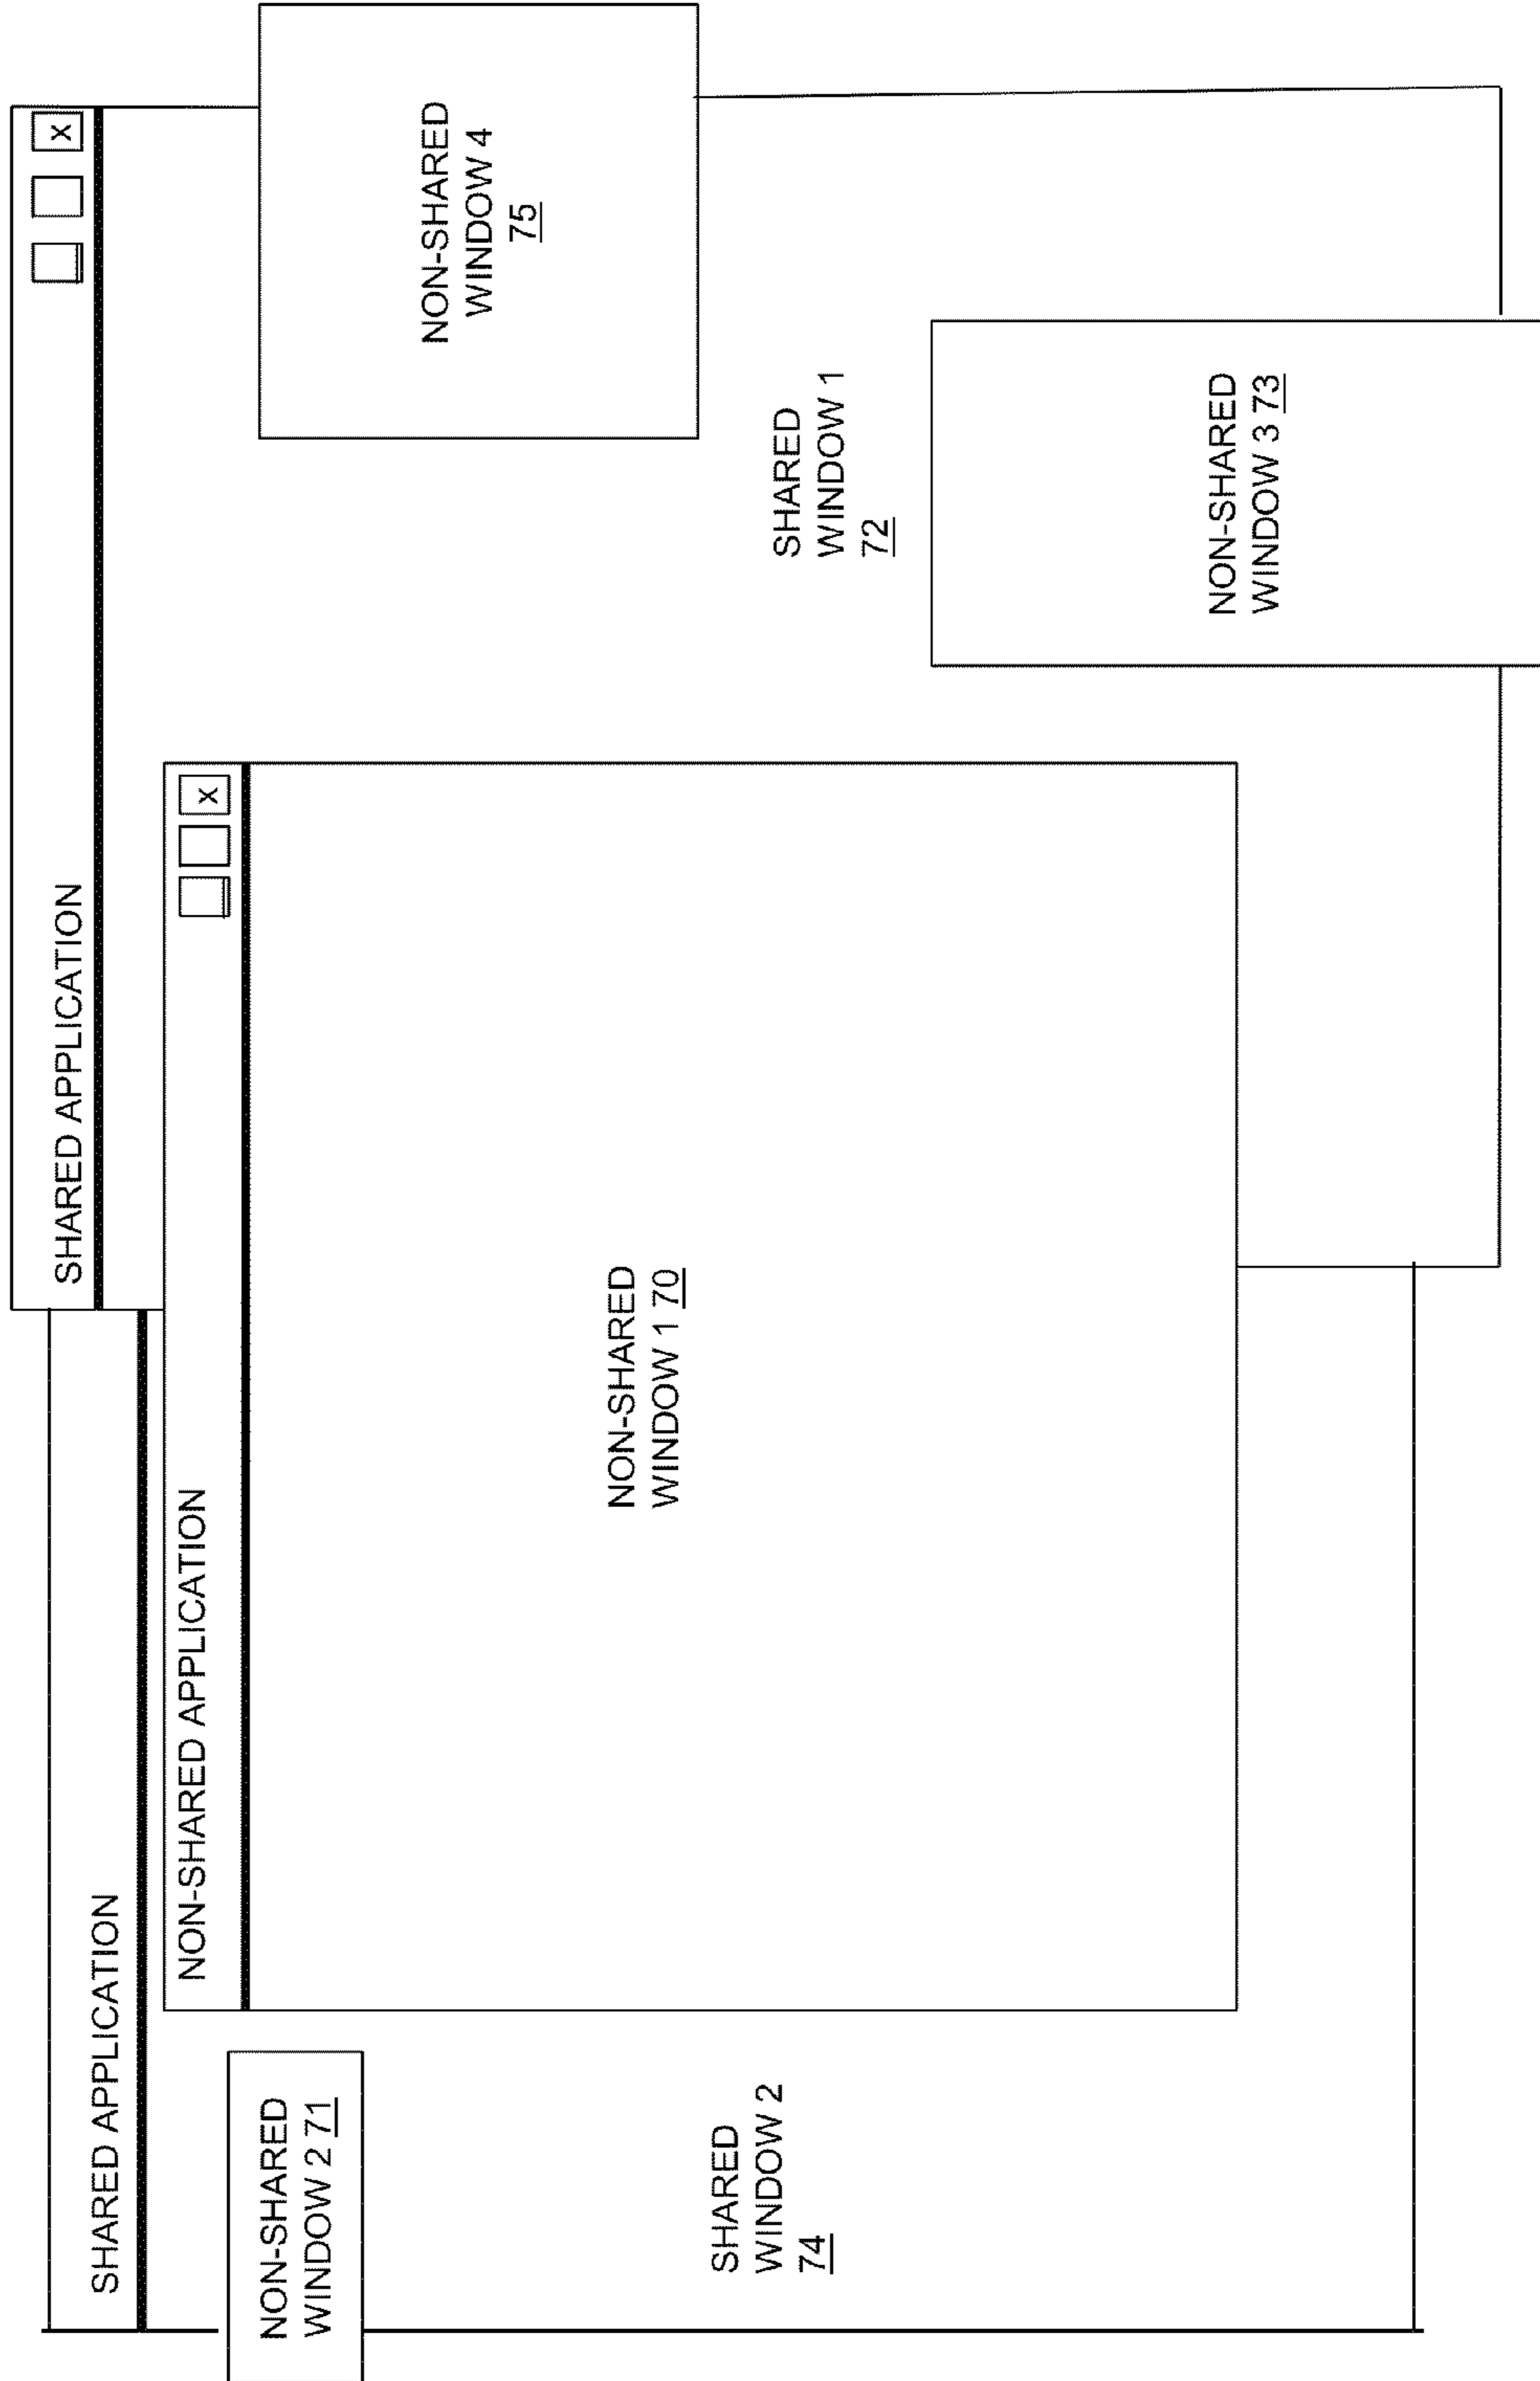 SHARED APPLICATION
X
SHARED APPLICATION
NON-SHARED APPLICATION
X
NON-SHARED
WINDOW 2 71
NON-SHARED
WINDOW 4
75
NON-SHARED
WINDOW 1 70
SHARED
WINDOW 2
74
SHARED
WINDOW 1
72
NON-SHARED
WINDOW 3 73